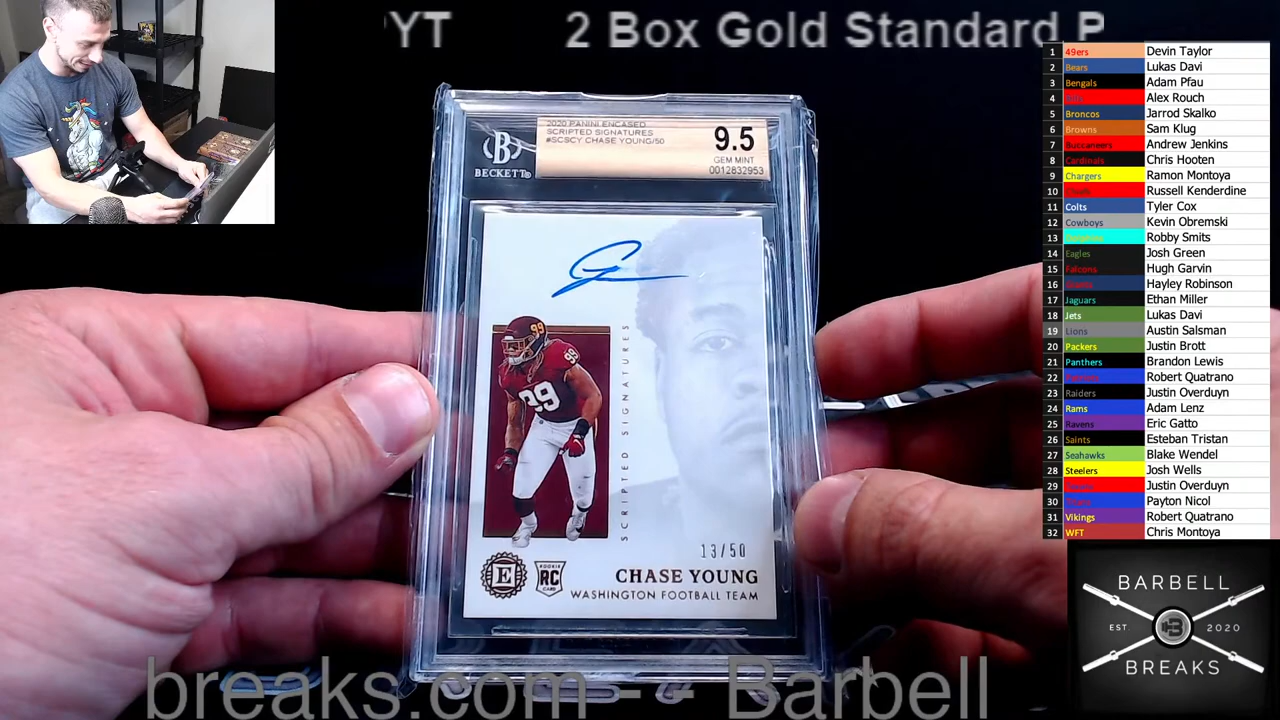 YT 2 Box Gold Standard P
2020 PANINI ENCASED
SCRIPTED SIGNATURES
#SCSCY CHASE YOUNG/50
9.5
GEM MINT
0012832953
B
BECKETT
99
99
99
SCRIPTED SIGNATURES
13/50
E
ROOKIE
RC
CARD
CHASE YOUNG
WASHINGTON FOOTBALL TEAM
breaks.com - - Barbell
1 49ers Devin Taylor
2 Bears Lukas Davi
3 Bengals Adam Pfau
4 Alex Rouch
5 Broncos Jarrod Skalko
6 Browns Sam Klug
7 Buccaneers Andrew Jenkins
8 Cardinals Chris Hooten
9 Chargers Ramon Montoya
10 Russell Kenderdine
11 Colts Tyler Cox
12 Cowboys Kevin Obremski
13 Robby Smits
14 Eagles Josh Green
15 Falcons Hugh Garvin
16 Giants Hayley Robinson
17 Jaguars Ethan Miller
18 Jets Lukas Davi
19 Lions Austin Salsman
20 Packers Justin Brott
21 Panthers Brandon Lewis
22 Robert Quatrano
23 Raiders Justin Overduyn
24 Rams Adam Lenz
25 Ravens Eric Gatto
26 Saints Esteban Tristan
27 Seahawks Blake Wendel
28 Steelers Josh Wells
29 Justin Overduyn
30 Payton Nicol
31 Vikings Robert Quatrano
32 WFT Chris Montoya
BARBELL
EST. 2020
BREAKS